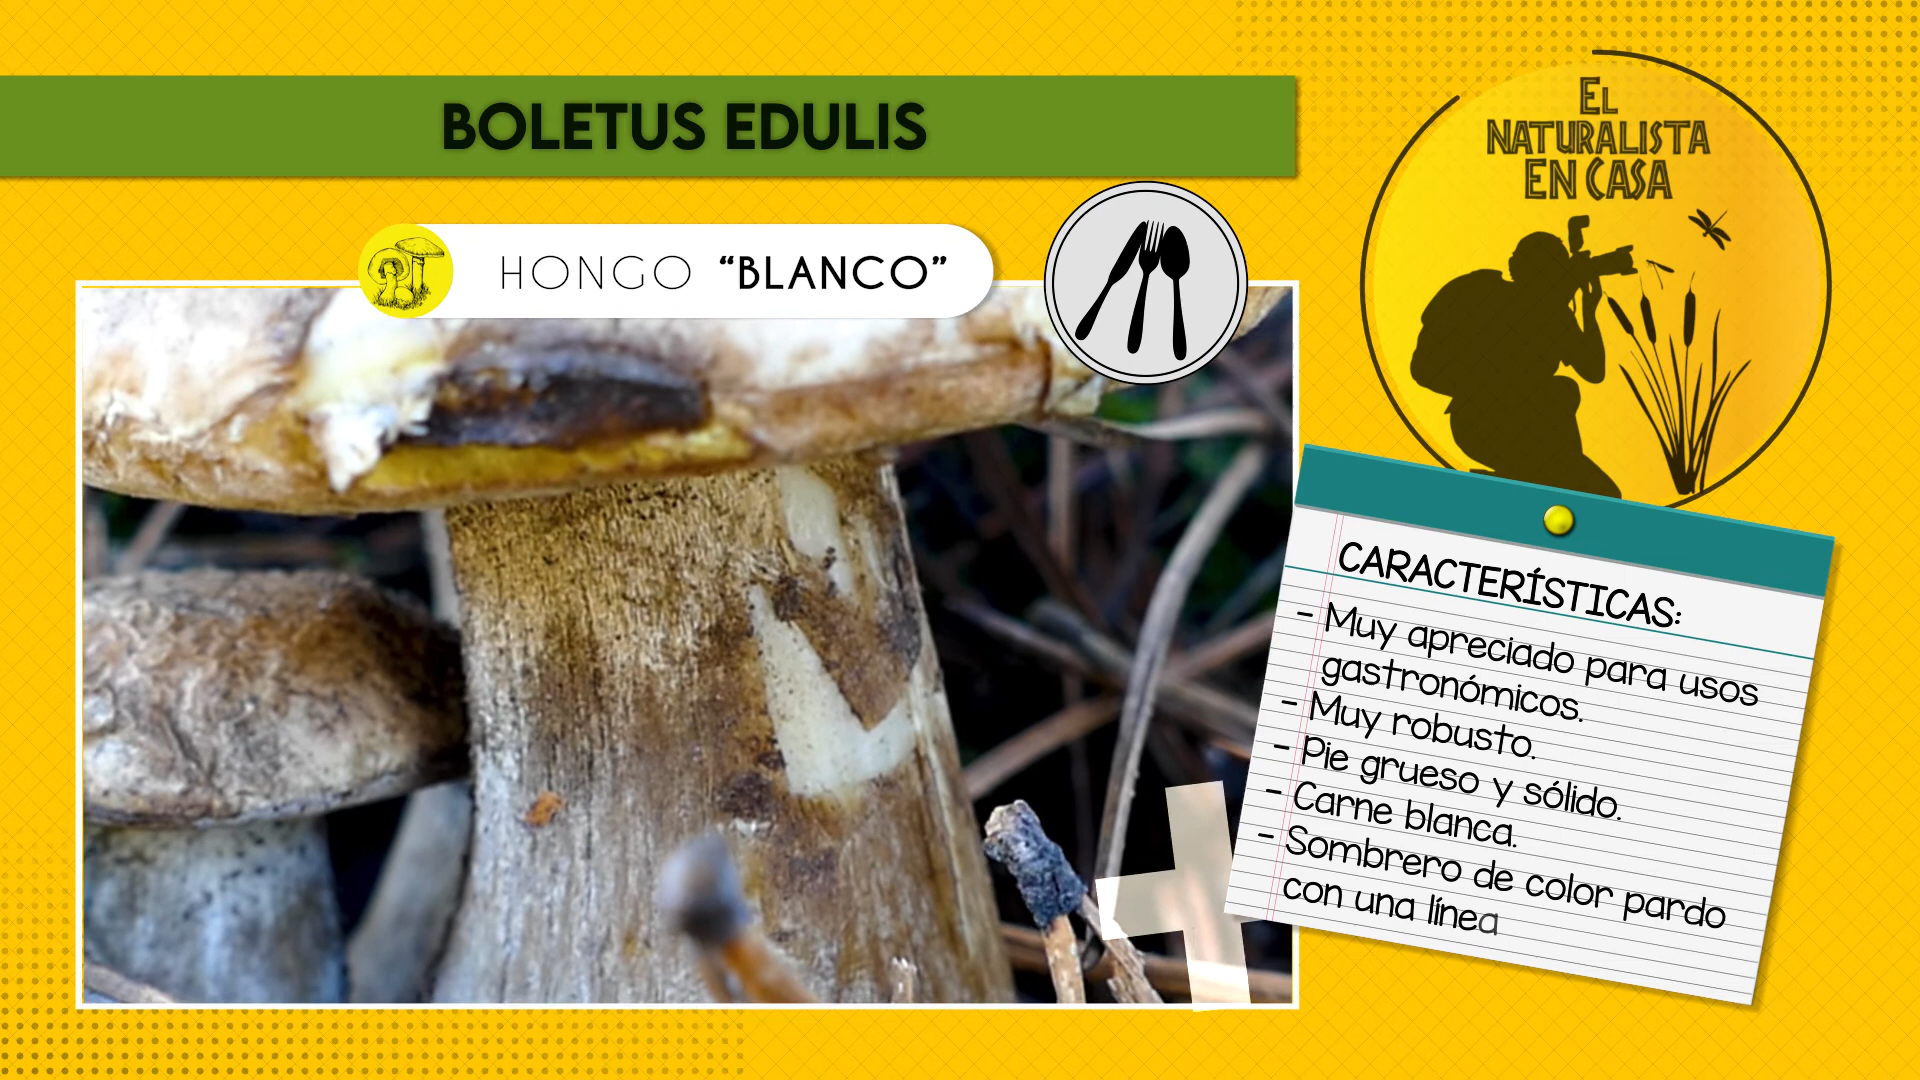 BOLETUS EDULIS
HONGO “BLANCO”
EL
NATURALISTA
EN CASA
CARACTERÍSTICAS:
- Muy apreciado para usos
gastronómicos.
- Muy robusto.
- Pie grueso y sólido.
- Carne blanca.
- Sombrero de color pardo
con una línea